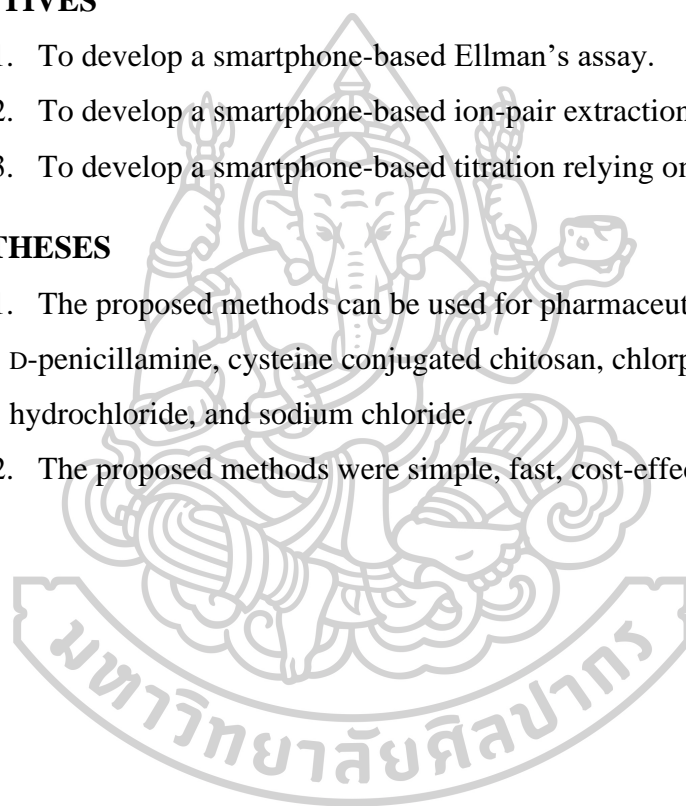 TIVES
1. To develop a smartphone-based Ellman’s assay.
2. To develop a smartphone-based ion-pair extraction
3. To develop a smartphone-based titration relying on
THESES
1. The proposed methods can be used for pharmaceut
D-penicillamine, cysteine conjugated chitosan, chlorp
hydrochloride, and sodium chloride.
2. The proposed methods were simple, fast, cost-effec
มหาวิทยาลัยศิลปากร